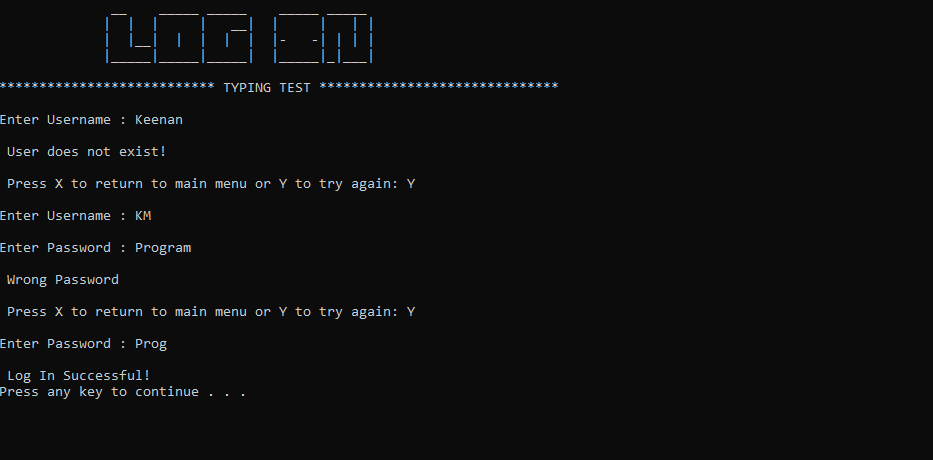 LOG IN
*************************** TYPING TEST ******************************
Enter Username : Keenan
User does not exist!
Press X to return to main menu or Y to try again: Y
Enter Username : KM
Enter Password : Program
Wrong Password
Press X to return to main menu or Y to try again: Y
Enter Password : Prog
Log In Successful!
Press any key to continue . . .